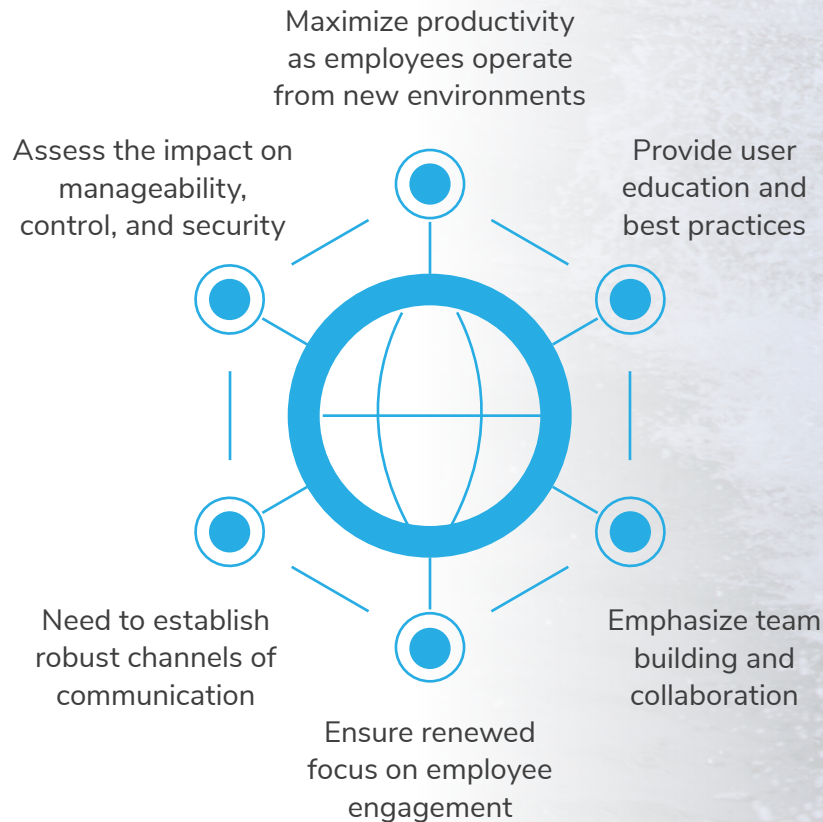 Maximize productivity
as employees operate
from new environments
Assess the impact on
manageability,
control, and security
Provide user
education and
best practices
Need to establish
robust channels of
communication
Emphasize team
building and
collaboration
Ensure renewed
focus on employee
engagement